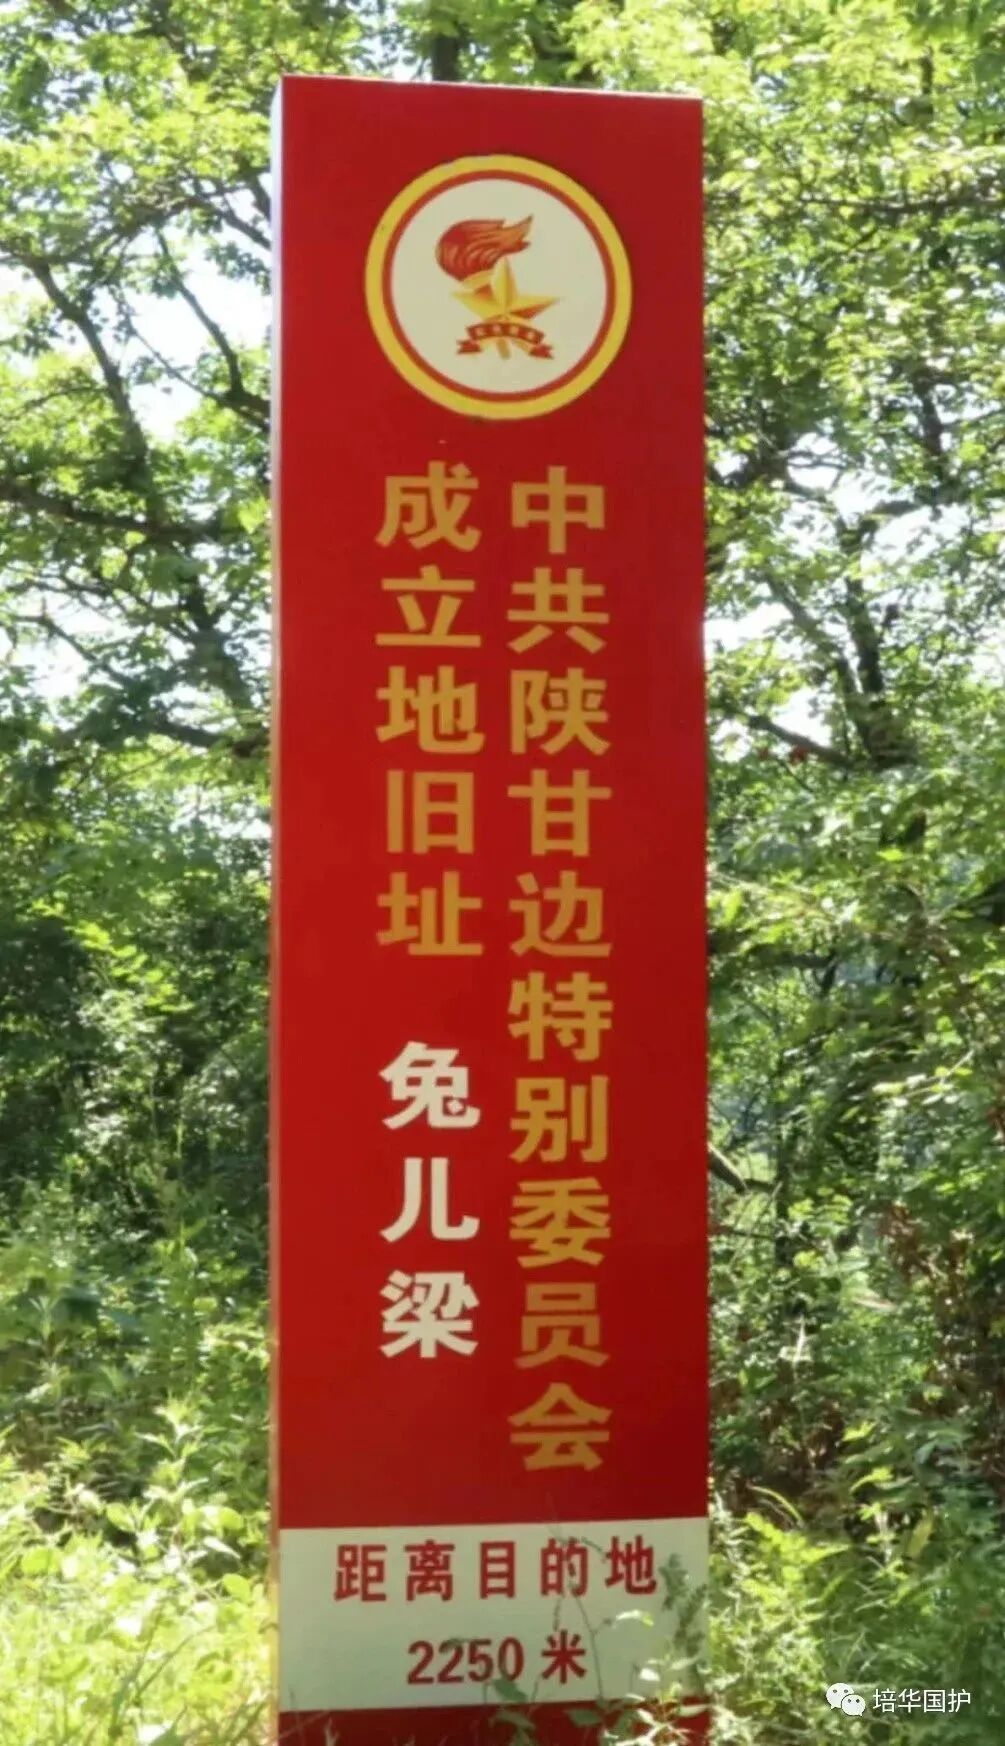 中共陕甘边特别委员会
成立地旧址 兔儿梁
距离目的地
2250米
培华国护